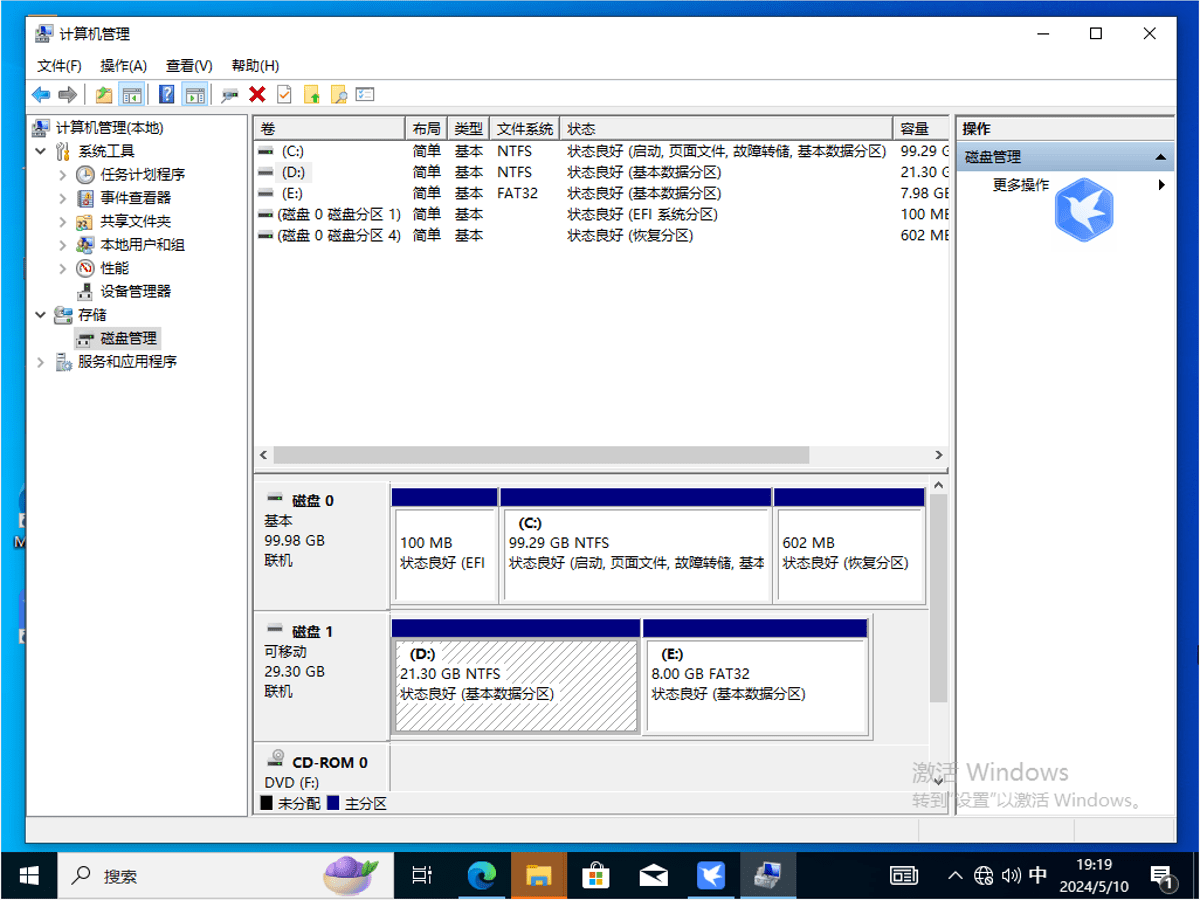 计算机管理
文件(F) 操作(A) 查看(V) 帮助(H)
计算机管理(本地)
系统工具
任务计划程序
事件查看器
共享文件夹
本地用户和组
性能
设备管理器
存储
磁盘管理
服务和应用程序
卷 布局 类型 文件系统 状态 容量
(C:) 简单 基本 NTFS 状态良好 (启动, 页面文件, 故障转储, 基本数据分区) 99.29 G
(D:) 简单 基本 NTFS 状态良好 (基本数据分区) 21.30 G
(E:) 简单 基本 FAT32 状态良好 (基本数据分区) 7.98 GE
(磁盘 0 磁盘分区 1) 简单 基本 状态良好 (EFI 系统分区) 100 ME
(磁盘 0 磁盘分区 4) 简单 基本 状态良好 (恢复分区) 602 ME
操作
磁盘管理
更多操作
磁盘 0
基本
99.98 GB
联机
100 MB
状态良好 (EFI
(C:)
99.29 GB NTFS
状态良好 (启动, 页面文件, 故障转储, 基本
602 MB
状态良好 (恢复分区)
磁盘 1
可移动
29.30 GB
联机
(D:)
21.30 GB NTFS
状态良好 (基本数据分区)
(E:)
8.00 GB FAT32
状态良好 (基本数据分区)
CD-ROM 0
DVD (F:)
未分配 主分区
激活 Windows
转到"设置"以激活 Windows。
搜索
中
19:19
2024/5/10
1